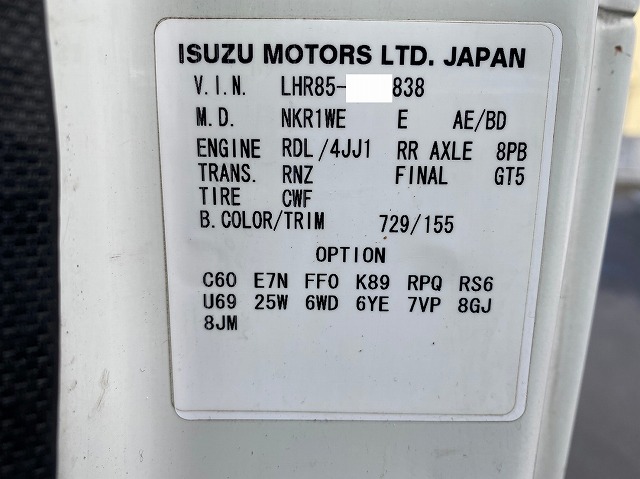 ISUZU MOTORS LTD. JAPAN
V.I.N. LHR85- 838
M.D. NKR1WE E AE/BD
ENGINE RDL/4JJ1 RR AXLE 8PB
TRANS. RNZ FINAL GT5
TIRE CWF
B.COLOR/TRIM 729/155
OPTION
C60 E7N FF0 K89 RPQ RS6
U69 25W 6WD 6YE 7VP 8GJ
8JM